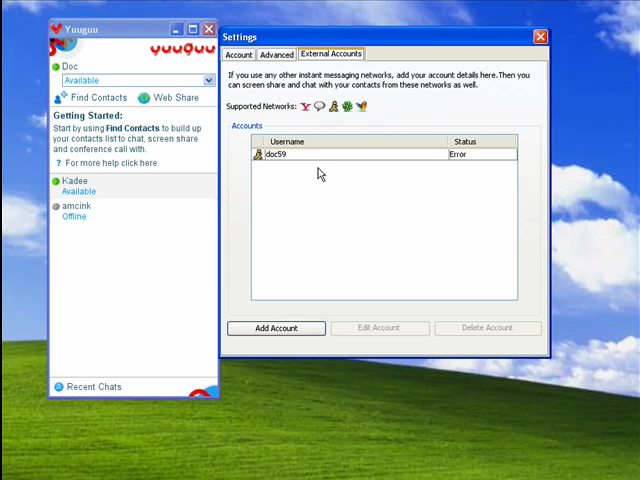 Yuuguu
yuuguu
Doc
Available
Find Contacts
Web Share
Getting Started:
Start by using Find Contacts to build up
your contacts list to chat, screen share
and conference call with.
? For more help click here.
Kadee
Available
amcink
Offline
Recent Chats
Settings
Account
Advanced
External Accounts
If you use any other instant messaging networks, add your account details here.Then you
can screen share and chat with your contacts from these networks as well.
Supported Networks:
Accounts
Username
Status
doc59
Error
Add Account
Edit Account
Delete Account